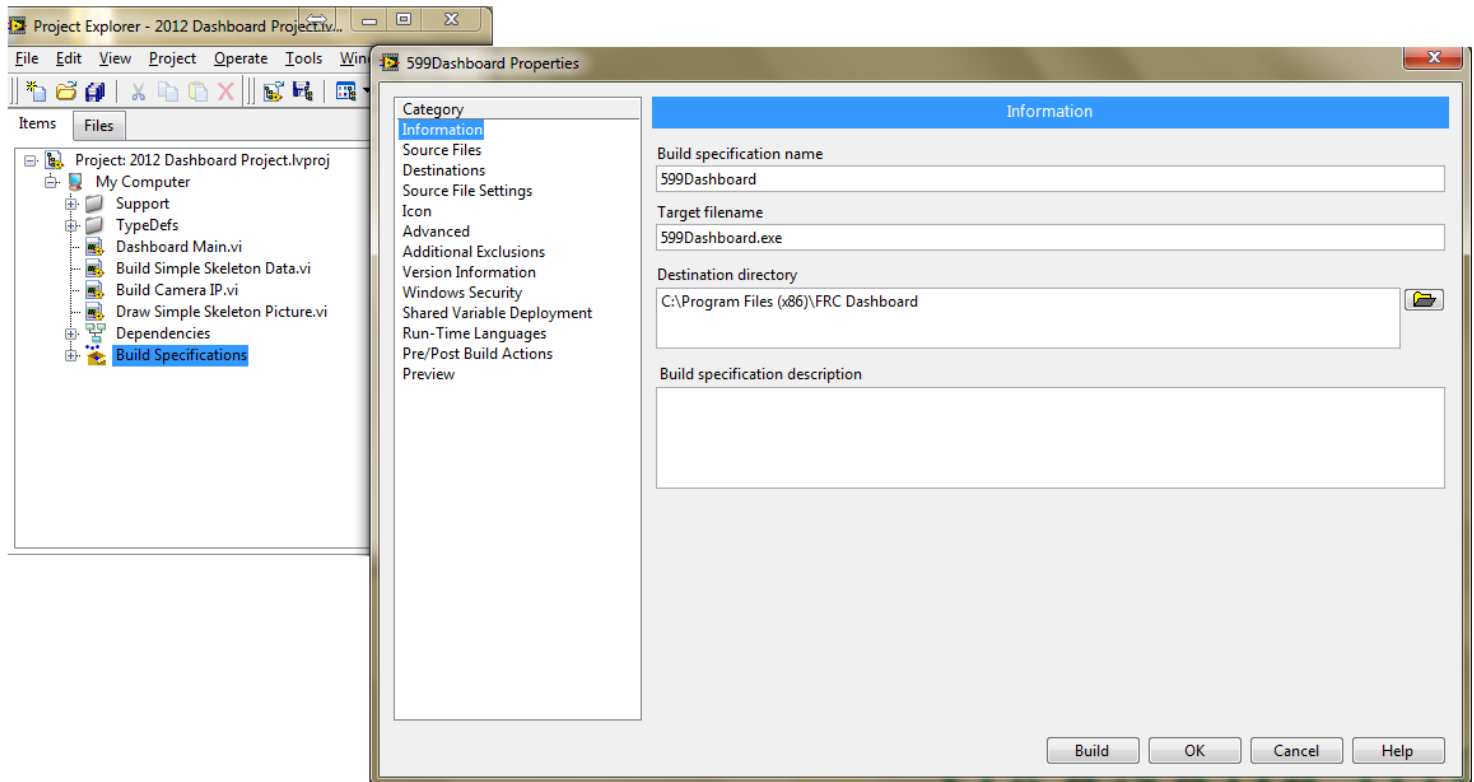 Project Explorer - 2012 Dashboard Project.lv...
File Edit View Project Operate Tools
Items Files
Project: 2012 Dashboard Project.lvproj
My Computer
Support
TypeDefs
Dashboard Main.vi
Build Simple Skeleton Data.vi
Build Camera IP.vi
Draw Simple Skeleton Picture.vi
Dependencies
Build Specifications
599Dashboard Properties
Category
Information
Source Files
Destinations
Source File Settings
Icon
Advanced
Additional Exclusions
Version Information
Windows Security
Shared Variable Deployment
Run-Time Languages
Pre/Post Build Actions
Preview
Information
Build specification name
599Dashboard
Target filename
599Dashboard.exe
Destination directory
C:\Program Files (x86)\FRC Dashboard
Build specification description
Build OK Cancel Help